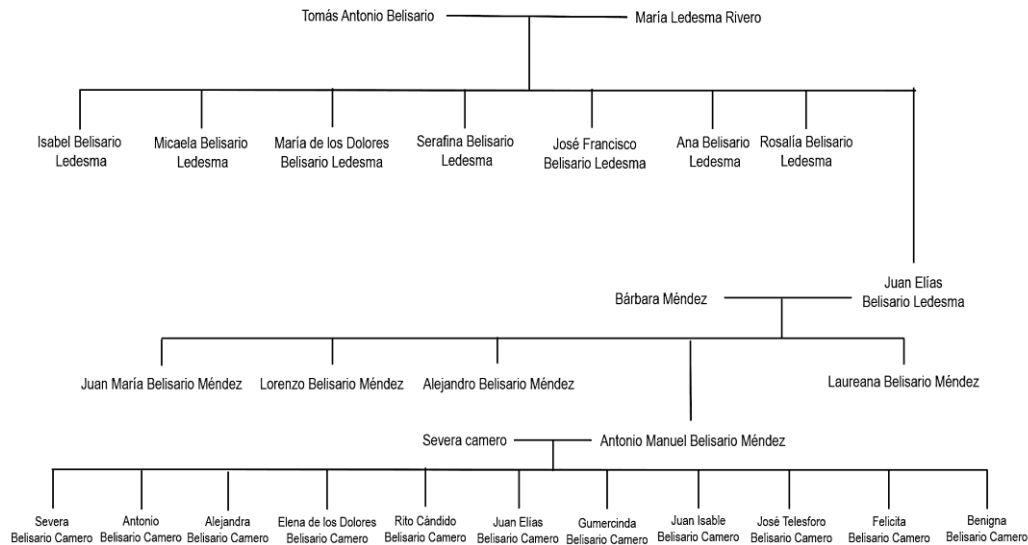 Tomás Antonio Belisario
María Ledesma Rivero
Isabel Belisario
Ledesma
Micaela Belisario
Ledesma
María de los Dolores
Belisario Ledesma
Serafina Belisario
Ledesma
José Francisco
Belisario Ledesma
Ana Belisario
Ledesma
Rosalía Belisario
Ledesma
Juan Elías
Belisario Ledesma
Bárbara Méndez
Juan María Belisario Méndez
Lorenzo Belisario Méndez
Alejandro Belisario Méndez
Laureana Belisario Méndez
Severa camero
Antonio Manuel Belisario Méndez
Severa
Belisario Camero
Antonio
Belisario Camero
Alejandra
Belisario Camero
Elena de los Dolores
Belisario Camero
Rito Cándido
Belisario Camero
Juan Elías
Belisario Camero
Gumercinda
Belisario Camero
Juan Isable
Belisario Camero
José Telesforo
Belisario Camero
Felicita
Belisario Camero
Benigna
Belisario Camero